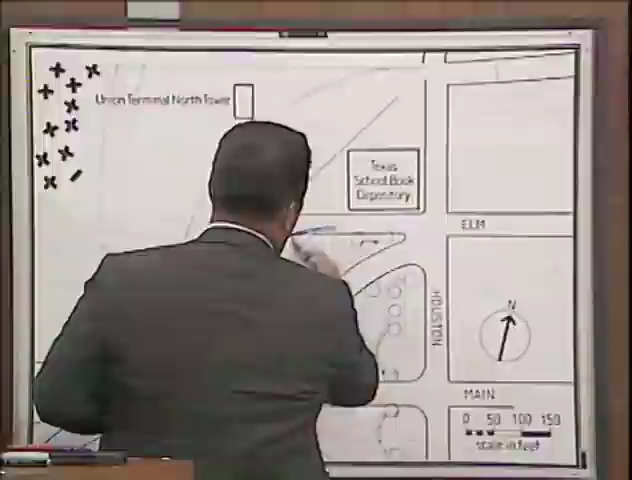 Union Terminal North Tower
Texas
School Book
Depository
ELM
HOUSTON
N
MAIN
0 50 100 150
scale in feet